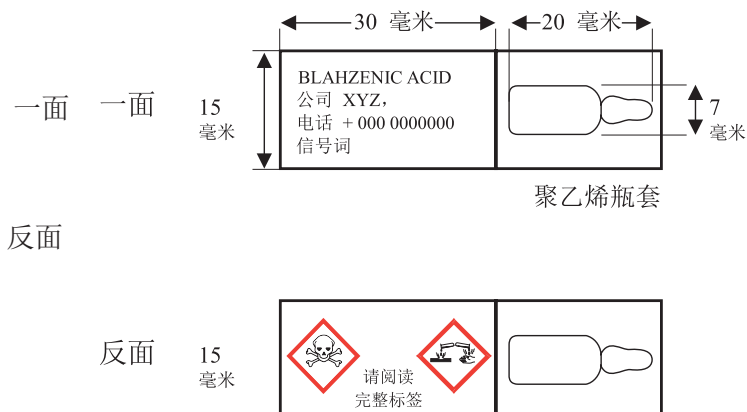 30 毫米
20 毫米
一面
一面
15
毫米
BLAHZENIC ACID
公司 XYZ，
电话 + 000 0000000
信号词
7
毫米
聚乙烯瓶套
反面
反面
15
毫米
请阅读
完整标签